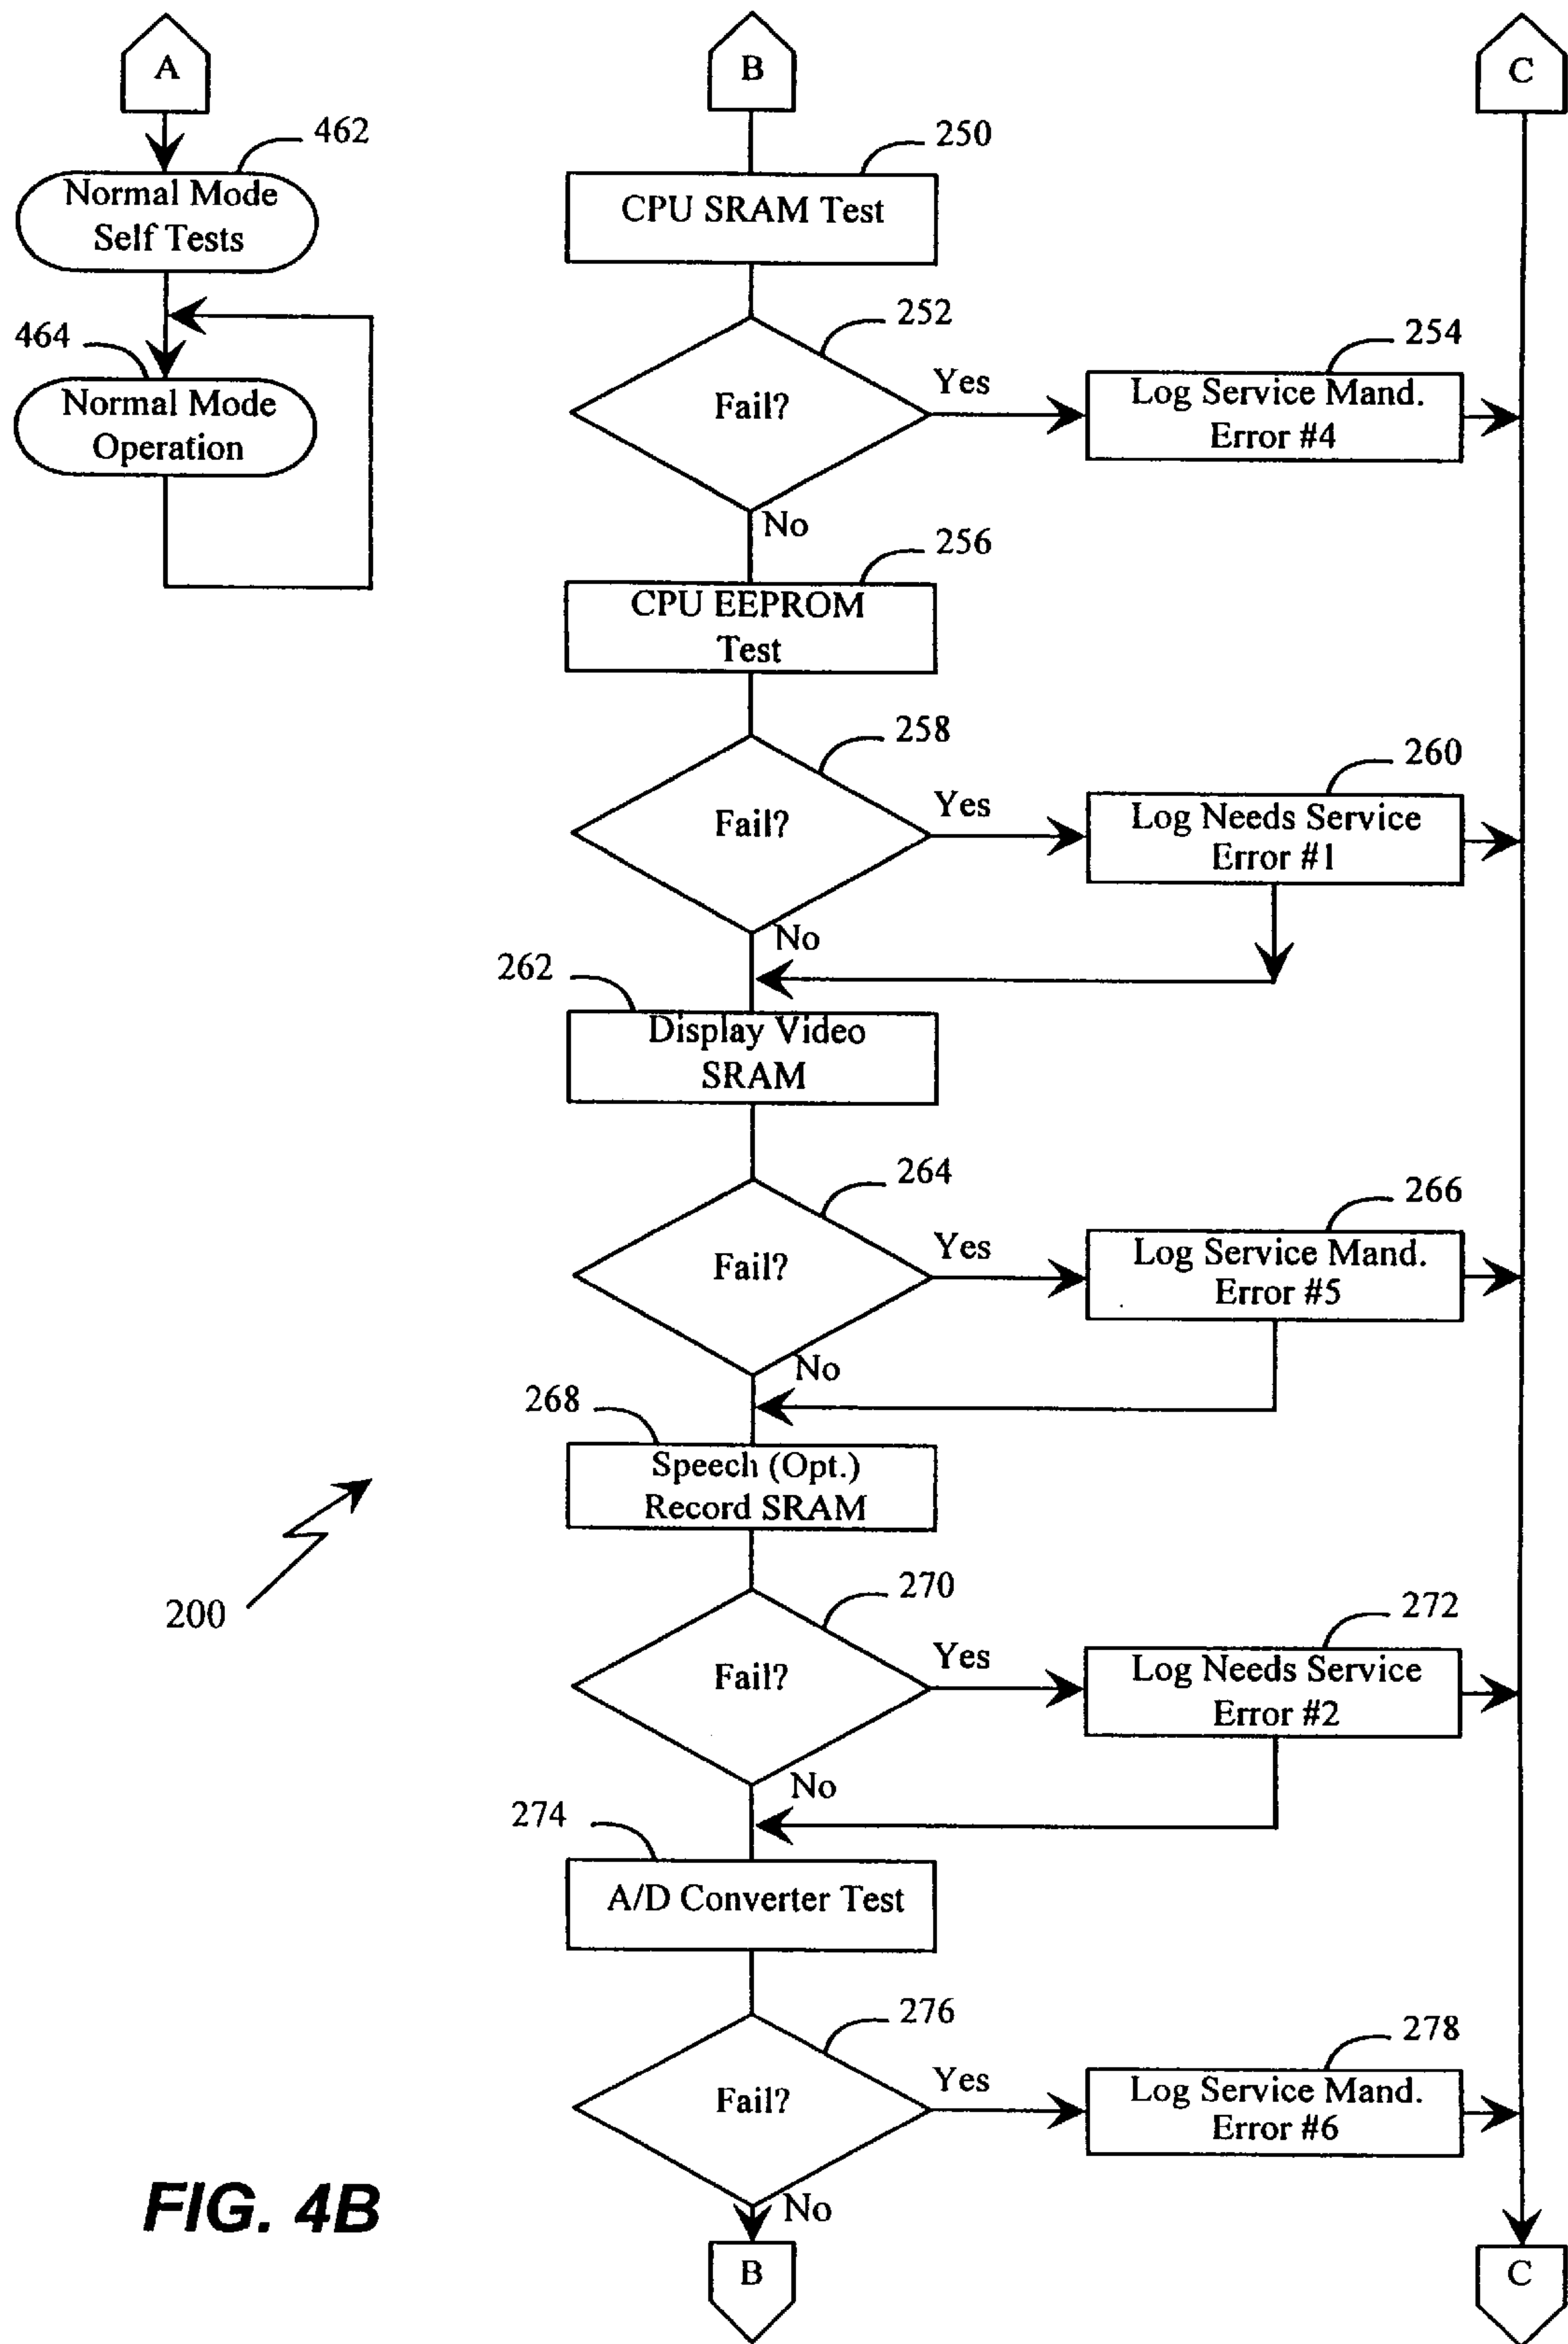 A
B
C
462
Normal Mode
Self Tests
464
Normal Mode
Operation
250
CPU SRAM Test
252
Fail?
Yes
254
Log Service Mand.
Error #4
No
256
CPU EEPROM
Test
258
Fail?
Yes
260
Log Needs Service
Error #1
No
262
Display Video
SRAM
264
Fail?
Yes
266
Log Service Mand.
Error #5
No
268
Speech (Opt.)
Record SRAM
200
270
Fail?
Yes
272
Log Needs Service
Error #2
No
274
A/D Converter Test
276
Fail?
Yes
278
Log Service Mand.
Error #6
No
FIG. 4B
B
C